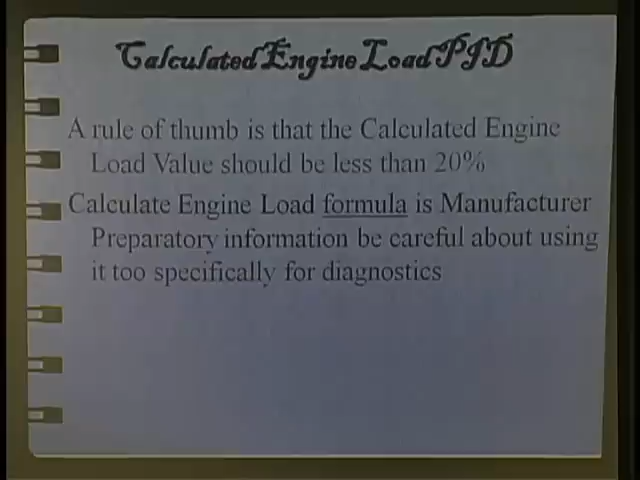 Calculated Engine Load PID
A rule of thumb is that the Calculated Engine
Load Value should be less than 20%
Calculate Engine Load formula is Manufacturer
Preparatory information be careful about using
it too specifically for diagnostics